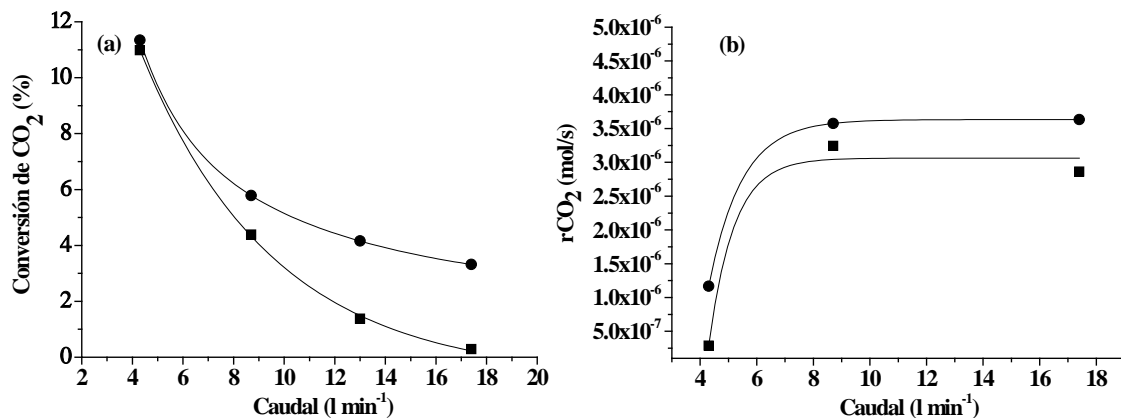 (a)
Conversión de CO2 (%)
12
10
8
6
4
2
0
2 4 6 8 10 12 14 16 18 20
Caudal (l min-1)
(b)
rCO2 (mol/s)
5.0x10-6
4.5x10-6
4.0x10-6
3.5x10-6
3.0x10-6
2.5x10-6
2.0x10-6
1.5x10-6
1.0x10-6
5.0x10-7
4 6 8 10 12 14 16 18
Caudal (l min-1)